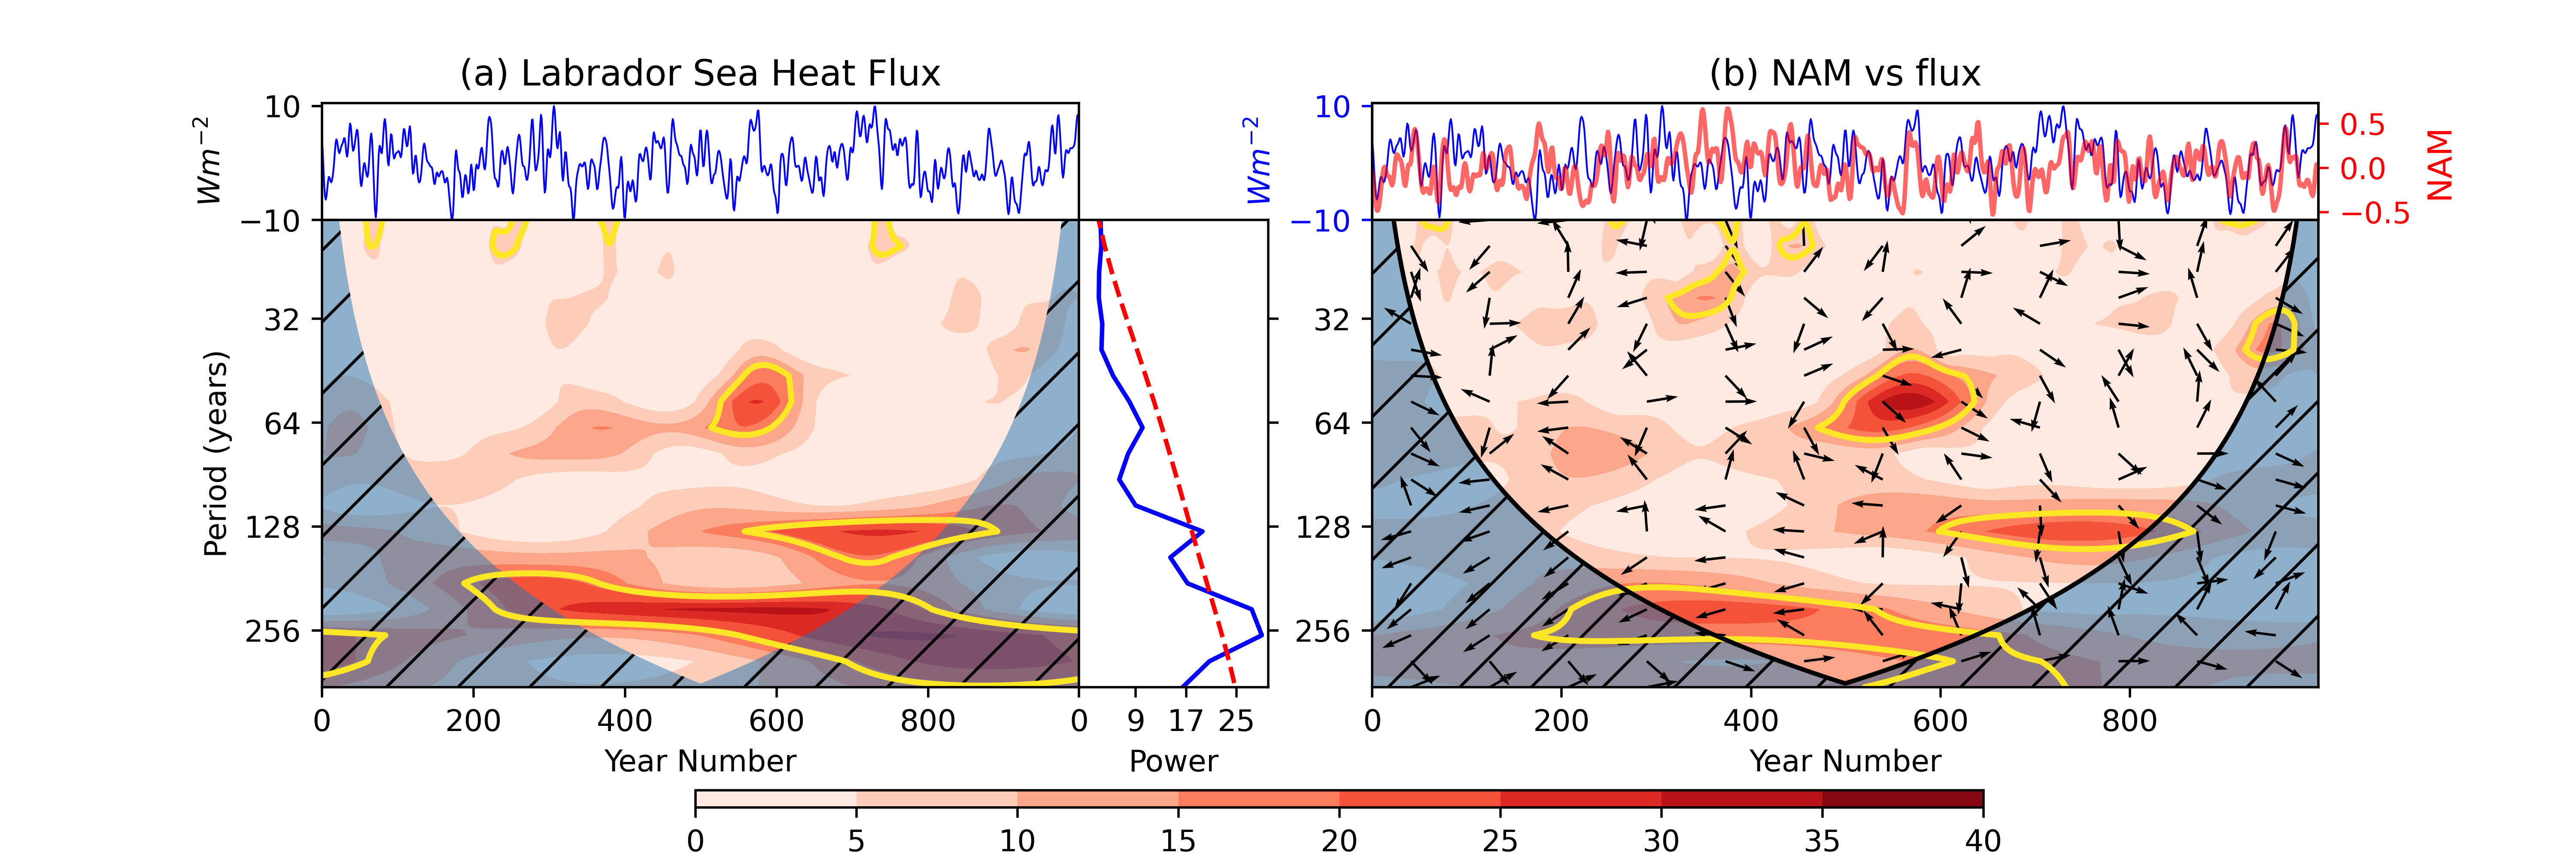 (a) Labrador Sea Heat Flux
(b) NAM vs flux
10
−10
Wm⁻²
10
−10
Wm⁻²
0.5
0.0
−0.5
NAM
32
64
128
256
Period (years)
32
64
128
256
0 200 400 600 800
Year Number
0 9 17 25
Power
0 200 400 600 800
Year Number
0 5 10 15 20 25 30 35 40